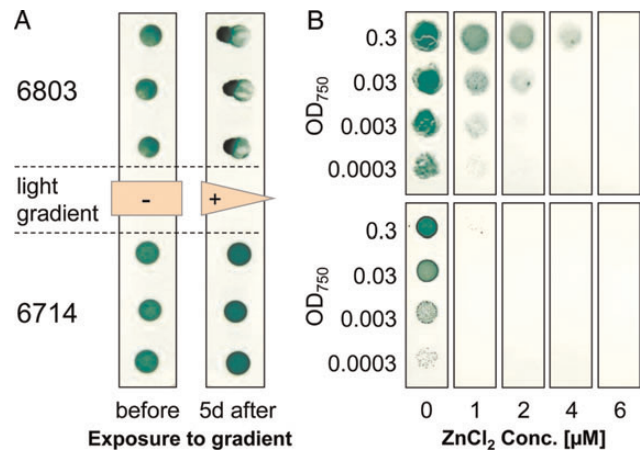 A
6803
light
gradient
-
+
6714
before
5d after
Exposure to gradient
B
OD750
0.3
0.03
0.003
0.0003
OD750
0.3
0.03
0.003
0.0003
0
1
2
4
6
ZnCl2 Conc. [µM]